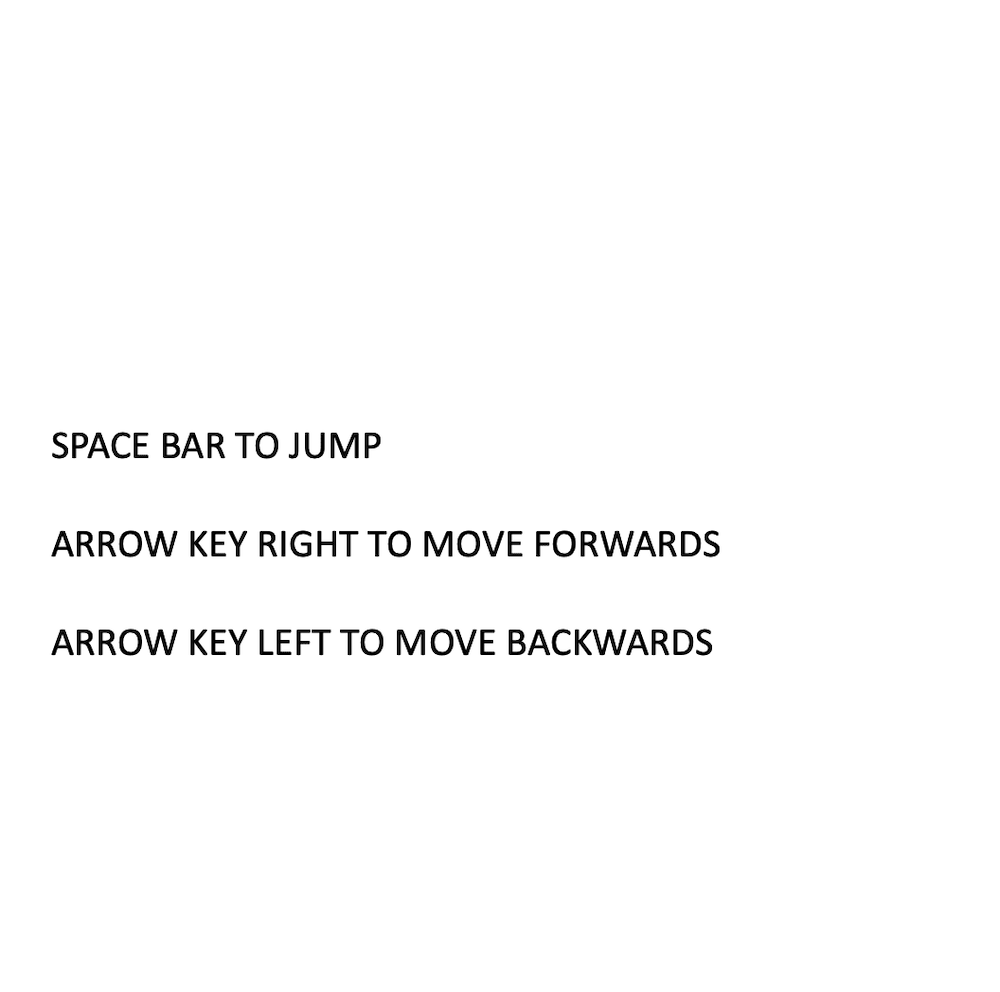 SPACE BAR TO JUMP
ARROW KEY RIGHT TO MOVE FORWARDS
ARROW KEY LEFT TO MOVE BACKWARDS